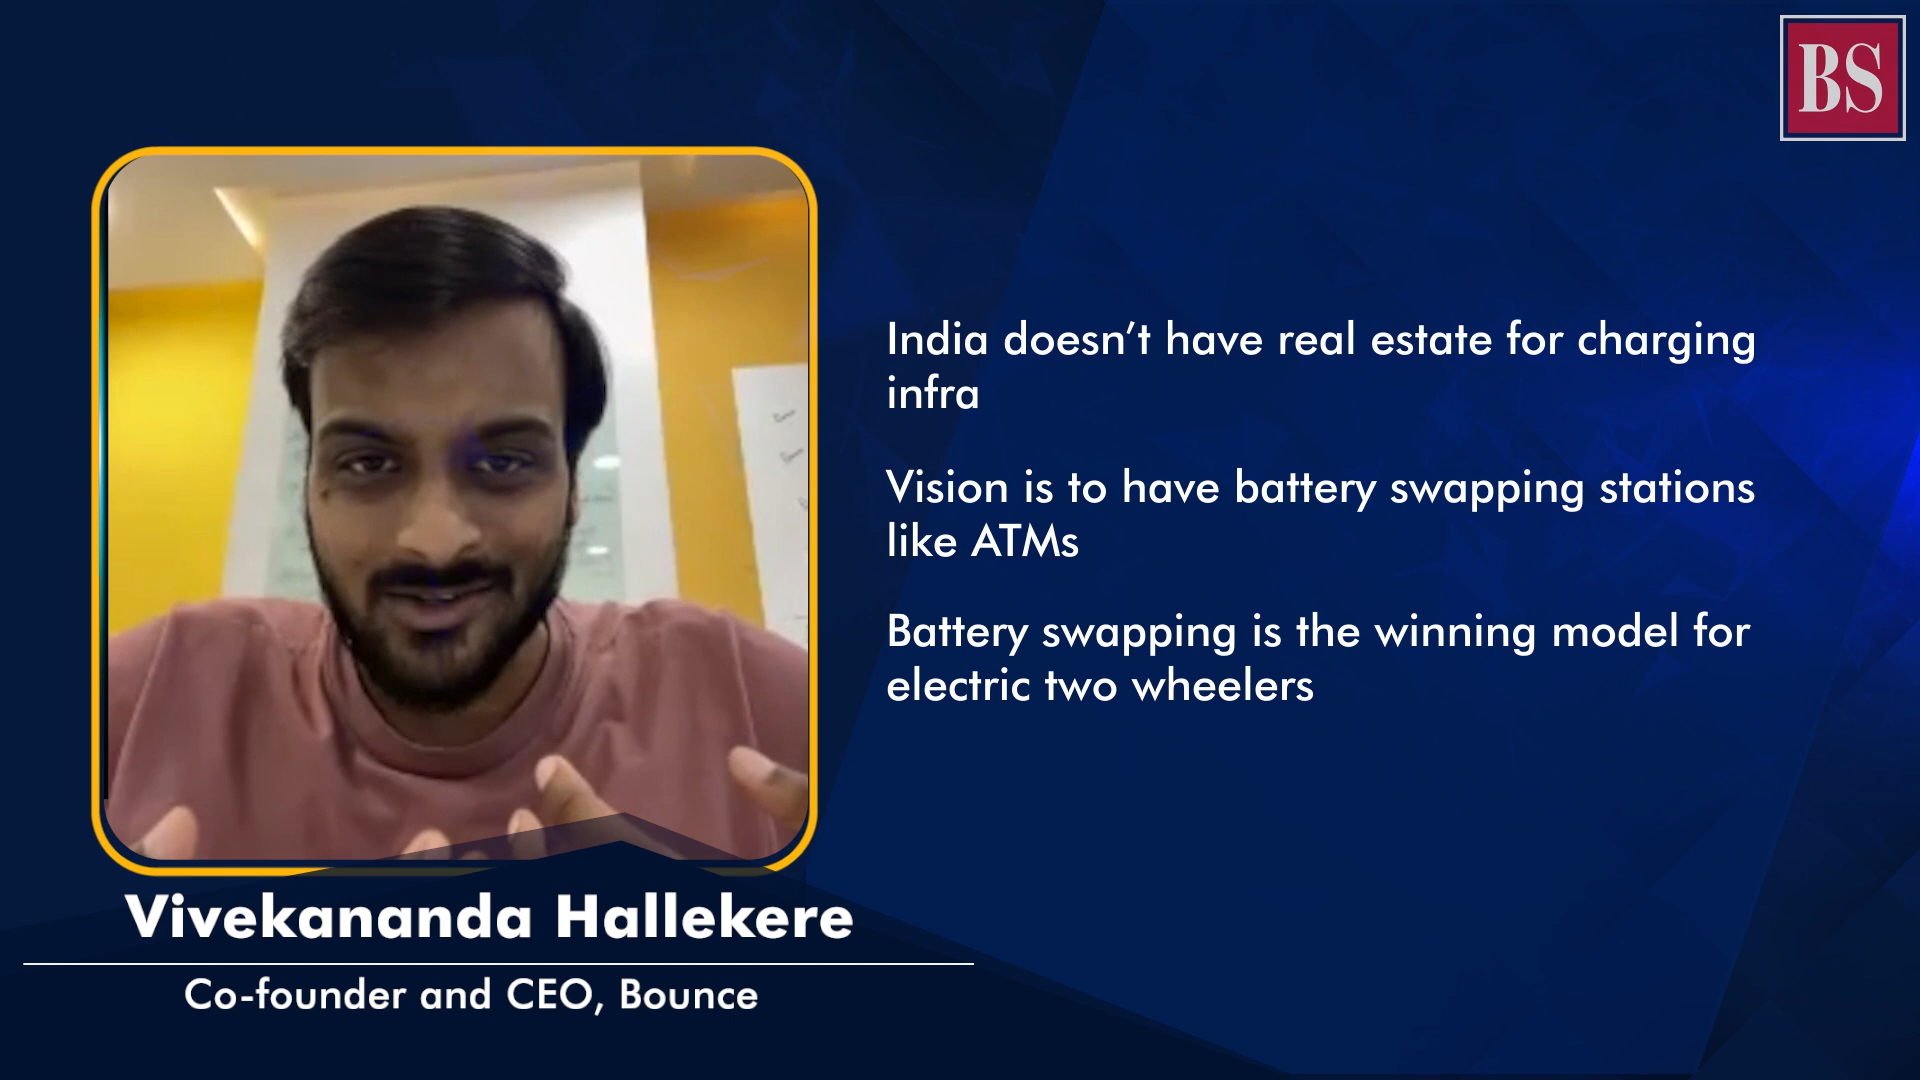 BS
India doesn’t have real estate for charging
infra
Vision is to have battery swapping stations
like ATMs
Battery swapping is the winning model for
electric two wheelers
Vivekananda Hallekere
Co-founder and CEO, Bounce